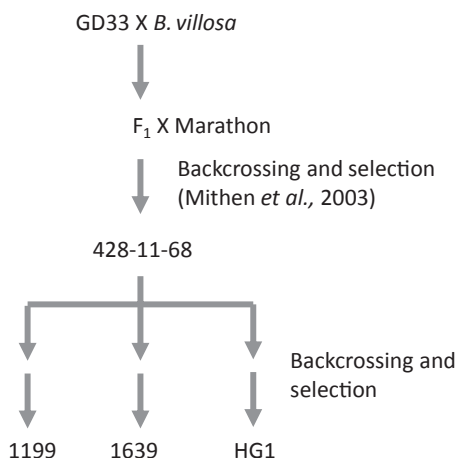 GD33 X B. villosa
F₁ X Marathon
Backcrossing and selection
(Mithen et al., 2003)
428-11-68
Backcrossing and
selection
1199 1639 HG1